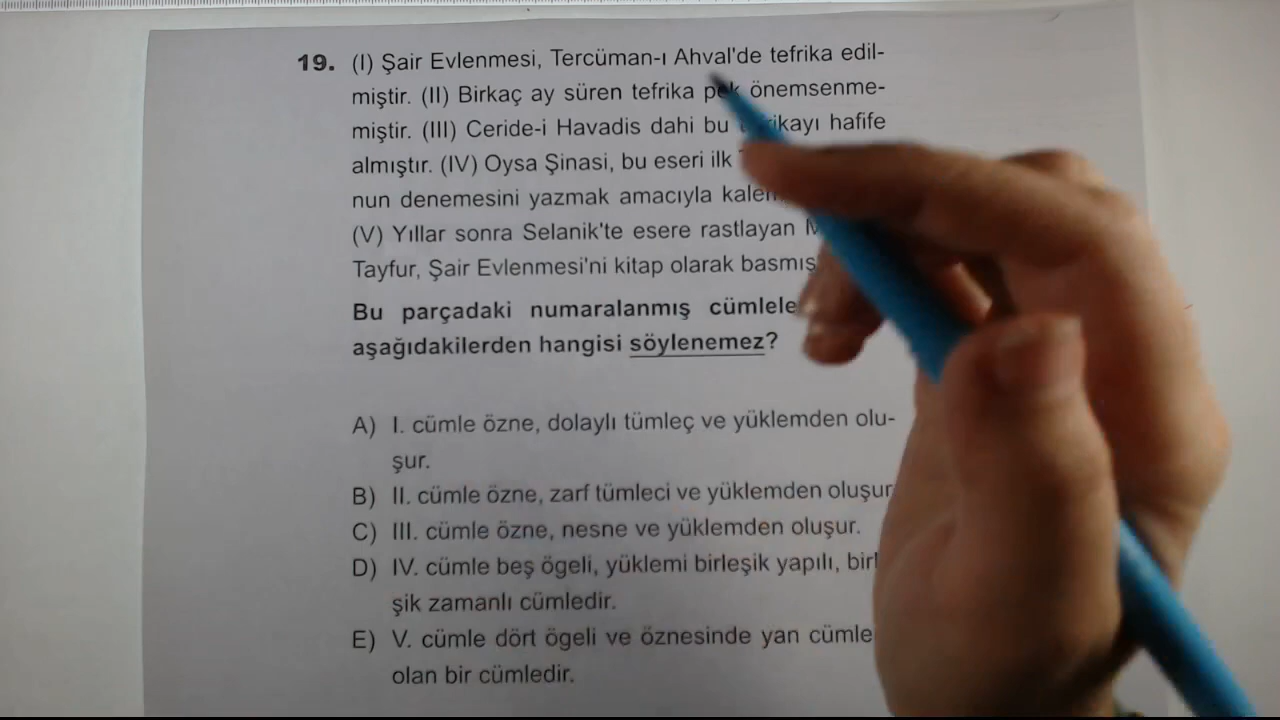 19. (I) Şair Evlenmesi, Tercüman-ı Ahval'de tefrika edil-
miştir. (II) Birkaç ay süren tefrika pek önemsenme-
miştir. (III) Ceride-i Havadis dahi bu hafife
almıştır. (IV) Oysa Şinasi, bu eseri ilk
nun denemesini yazmak amacıyla
(V) Yıllar sonra Selanik'te esere rastlayan
Tayfur, Şair Evlenmesi'ni kitap olarak
Bu parçadaki numaralanmış
aşağıdakilerden hangisi söylenemez?
A) I. cümle özne, dolaylı tümleç ve yüklemden olu-
şur.
B) II. cümle özne, zarf tümleci ve yüklemden oluşur
C) III. cümle özne, nesne ve yüklemden oluşur.
D) IV. cümle beş ögeli, yüklemi birleşik yapılı,
şik zamanlı cümledir.
E) V. cümle dört ögeli ve öznesinde yan cümle
olan bir cümledir.